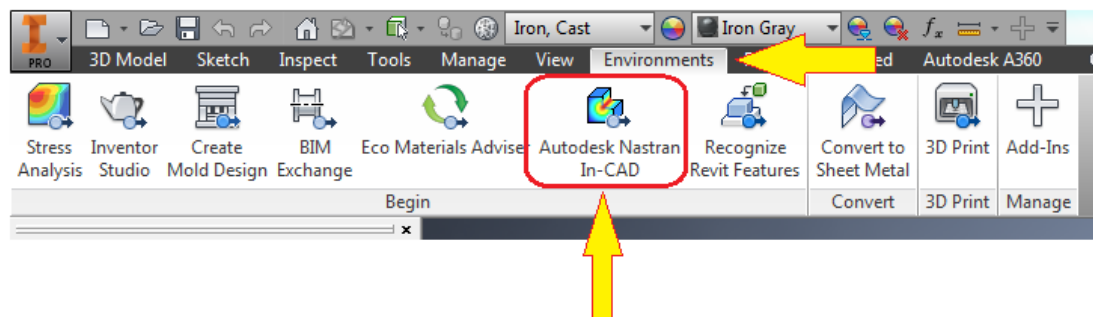 Iron, Cast Iron Gray fx
PRO 3D Model Sketch Inspect Tools Manage View Environments ed Autodesk A360
Stress Inventor Create BIM Eco Materials Adviser Autodesk Nastran Recognize Convert to 3D Print Add-Ins
Analysis Studio Mold Design Exchange In-CAD Revit Features Sheet Metal
Begin Convert 3D Print Manage
x